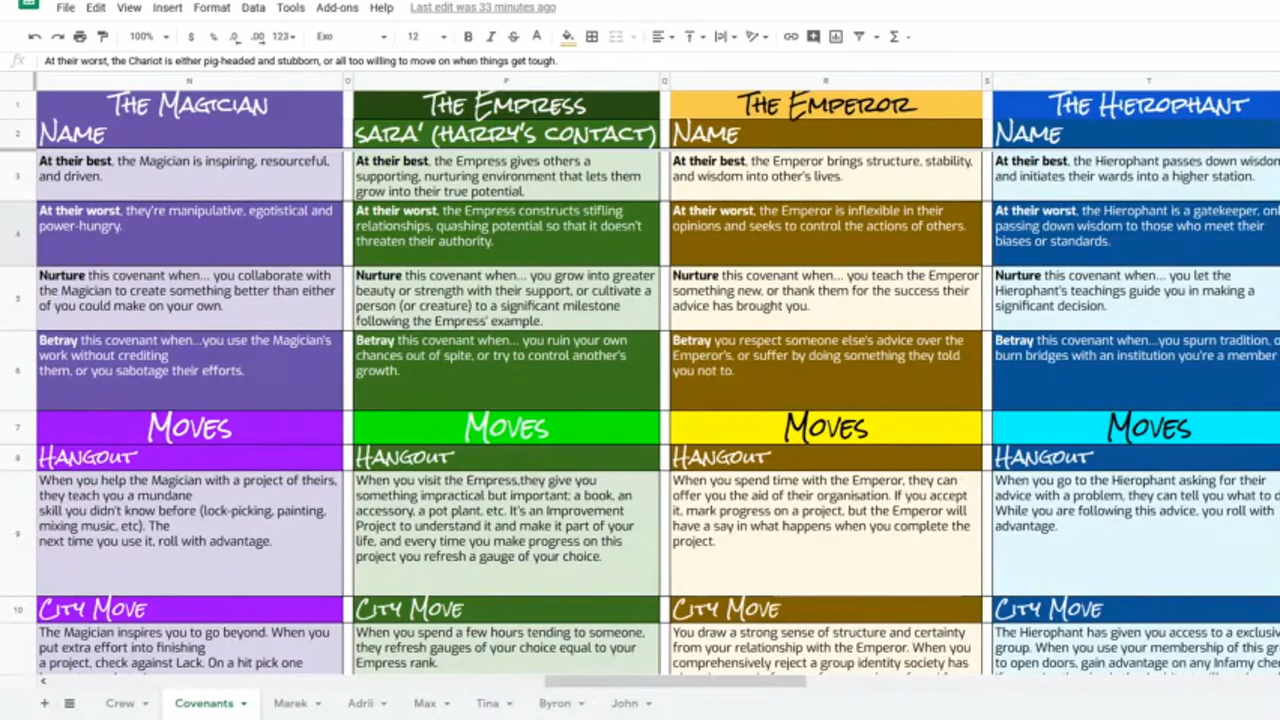 File Edit View Insert Format Data Tools Add-ons Help Last edit was 33 minutes ago
100% $ % .0 .00 123 Exo 12 B I S A
fx At their worst, the Chariot is either pig-headed and stubborn, or all too willing to move on when things get tough.
N O P Q R S T
1 The Magician The Empress The Emperor The Hierophant
2 Name Sara' (Harry's contact) Name Name
3
At their best, the Magician is inspiring, resourceful,
and driven.
At their best, the Empress gives others a
supporting, nurturing environment that lets them
grow into their true potential.
At their best, the Emperor brings structure, stability,
and wisdom into other's lives.
At their best, the Hierophant passes down wisdom
and initiates their wards into a higher station.
4
At their worst, they're manipulative, egotistical and
power-hungry.
At their worst, the Empress constructs stifling
relationships, quashing potential so that it doesn't
threaten their authority.
At their worst, the Emperor is inflexible in their
opinions and seeks to control the actions of others.
At their worst, the Hierophant is a gatekeeper, onl
passing down wisdom to those who meet their
biases or standards.
5
Nurture this covenant when... you collaborate with
the Magician to create something better than either
of you could make on your own.
Nurture this covenant when... you grow into greater
beauty or strength with their support, or cultivate a
person (or creature) to a significant milestone
following the Empress' example.
Nurture this covenant when... you teach the Emperor
something new, or thank them for the success their
advice has brought you.
Nurture this covenant when... you let the
Hierophant's teachings guide you in making a
significant decision.
6
Betray this covenant when...you use the Magician's
work without crediting
them, or you sabotage their efforts.
Betray this covenant when... you ruin your own
chances out of spite, or try to control another's
growth.
Betray you respect someone else's advice over the
Emperor's, or suffer by doing something they told
you not to.
Betray this covenant when...you spurn tradition, o
burn bridges with an institution you're a member
7 Moves Moves Moves Moves
8 Hangout Hangout Hangout Hangout
9
When you help the Magician with a project of theirs,
they teach you a mundane
skill you didn't know before (lock-picking, painting,
mixing music, etc). The
next time you use it, roll with advantage.
When you visit the Empress,they give you
something impractical but important; a book, an
accessory, a pot plant, etc. It's an Improvement
Project to understand it and make it part of your
life, and every time you make progress on this
project you refresh a gauge of your choice.
When you spend time with the Emperor, they can
offer you the aid of their organisation. If you accept
it, mark progress on a project, but the Emperor will
have a say in what happens when you complete the
project.
When you go to the Hierophant asking for their
advice with a problem, they can tell you what to d
While you are following this advice, you roll with
advantage.
10 City Move City Move City Move City Move
The Magician inspires you to go beyond. When you
put extra effort into finishing
a project, check against Lack. On a hit pick one
When you spend a few hours tending to someone,
they refresh gauges of your choice equal to your
Empress rank.
You draw a strong sense of structure and certainty
from your relationship with the Emperor. When you
comprehensively reject a group identity society has
The Hierophant has given you access to a exclusiv
group. When you use your membership of this gr
to open doors, gain advantage on any Infamy che
Crew Covenants Marek Adrii Max Tina Byron John